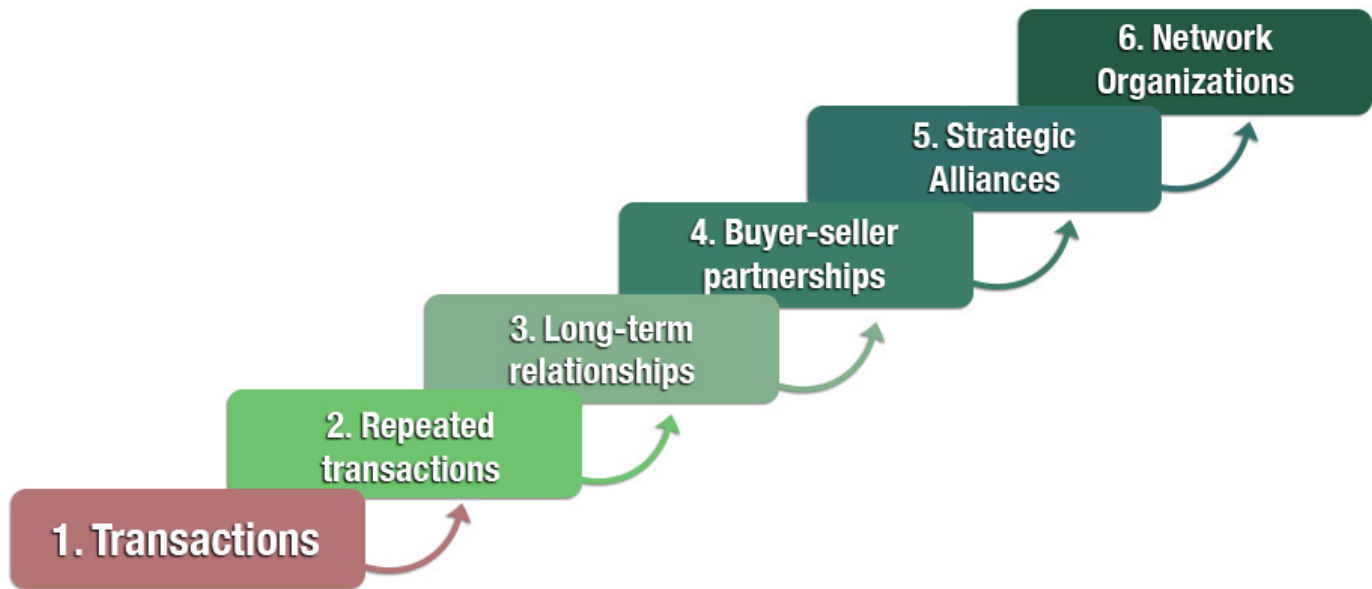 1. Transactions
2. Repeated
transactions
3. Long-term
relationships
4. Buyer-seller
partnerships
5. Strategic
Alliances
6. Network
Organizations